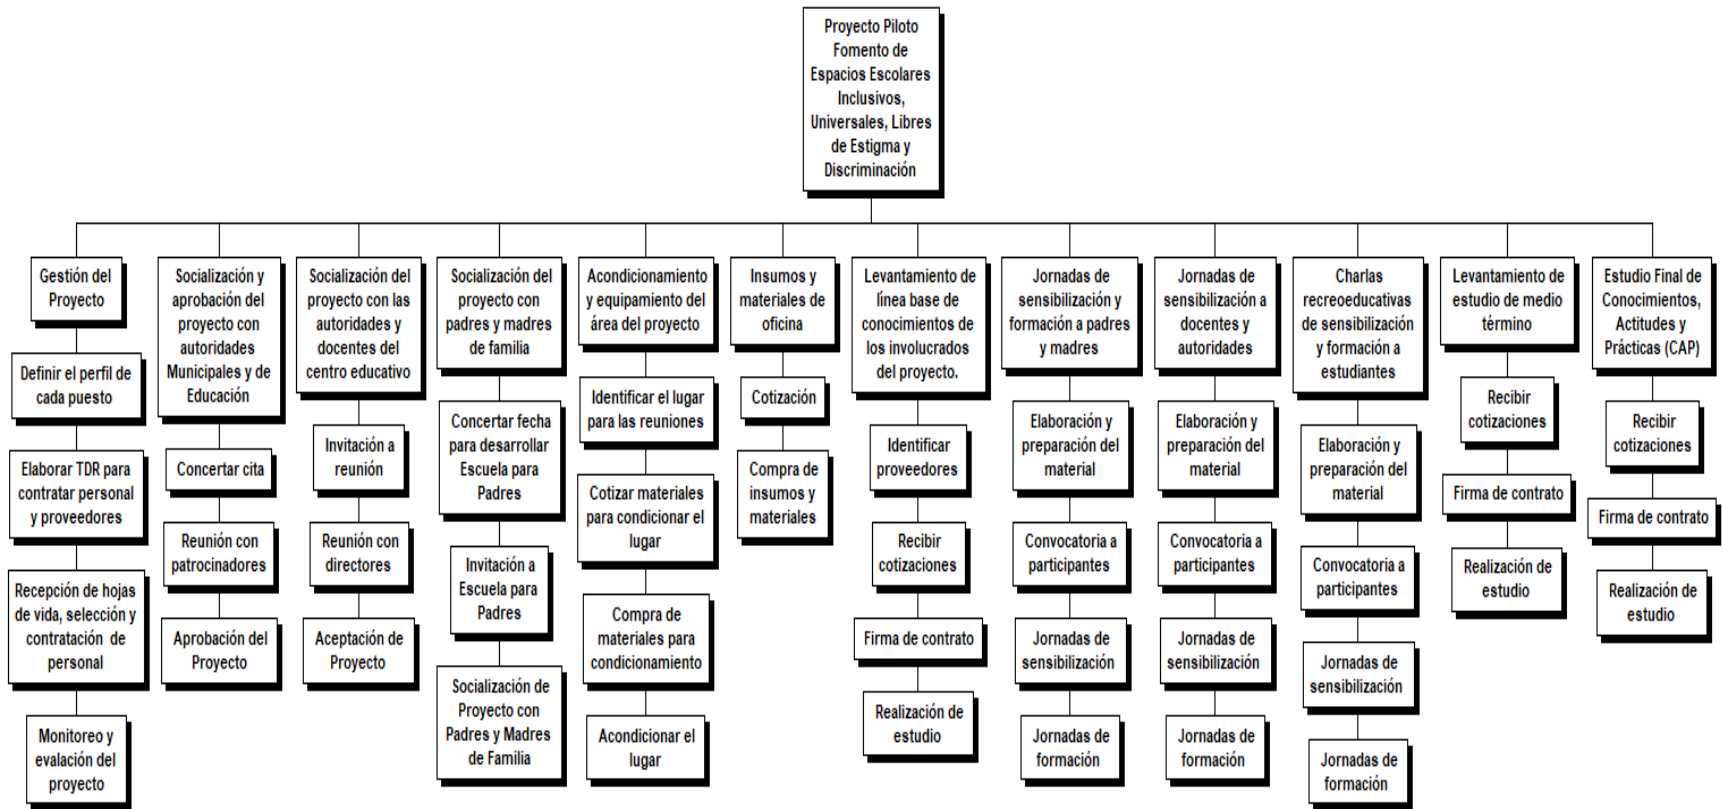 Proyecto Piloto
Fomento de
Espacios Escolares
Inclusivos,
Universales, Libres
de Estigma y
Discriminación
Gestión del
Proyecto
Definir el perfil de
cada puesto
Elaborar TDR para
contratar personal
y proveedores
Recepción de hojas
de vida, selección y
contratación de
personal
Monitoreo y
evalación del
proyecto
Socialización y
aprobación del
proyecto con
autoridades
Municipales y de
Educación
Concertar cita
Reunión con
patrocinadores
Aprobación del
Proyecto
Socialización del
proyecto con las
autoridades y
docentes del
centro educativo
Invitación a
reunión
Reunión con
directores
Aceptación de
Proyecto
Socialización del
proyecto con
padres y madres
de familia
Concertar fecha
para desarrollar
Escuela para
Padres
Invitación a
Escuela para
Padres
Socialización de
Proyecto con
Padres y Madres
de Familia
Acondicionamiento
y equipamiento del
área del proyecto
Identificar el lugar
para las reuniones
Cotizar materiales
para condicionar el
lugar
Compra de
materiales para
condicionamiento
Acondicionar el
lugar
Insumos y
materiales de
oficina
Cotización
Compra de
insumos y
materiales
Levantamiento de
línea base de
conocimientos de
los involucrados
del proyecto.
Identificar
proveedores
Recibir
cotizaciones
Firma de contrato
Realización de
estudio
Jornadas de
sensibilización y
formación a padres
y madres
Elaboración y
preparación del
material
Convocatoria a
participantes
Jornadas de
sensibilización
Jornadas de
formación
Jornadas de
sensibilización a
docentes y
autoridades
Elaboración y
preparación del
material
Convocatoria a
participantes
Jornadas de
sensibilización
Jornadas de
formación
Charlas
recreoeducativas
de sensibilización
y formación a
estudiantes
Elaboración y
preparación del
material
Convocatoria a
participantes
Jornadas de
sensibilización
Jornadas de
formación
Levantamiento de
estudio de medio
término
Recibir
cotizaciones
Firma de contrato
Realización de
estudio
Estudio Final de
Conocimientos,
Actitudes y
Prácticas (CAP)
Recibir
cotizaciones
Firma de contrato
Realización de
estudio